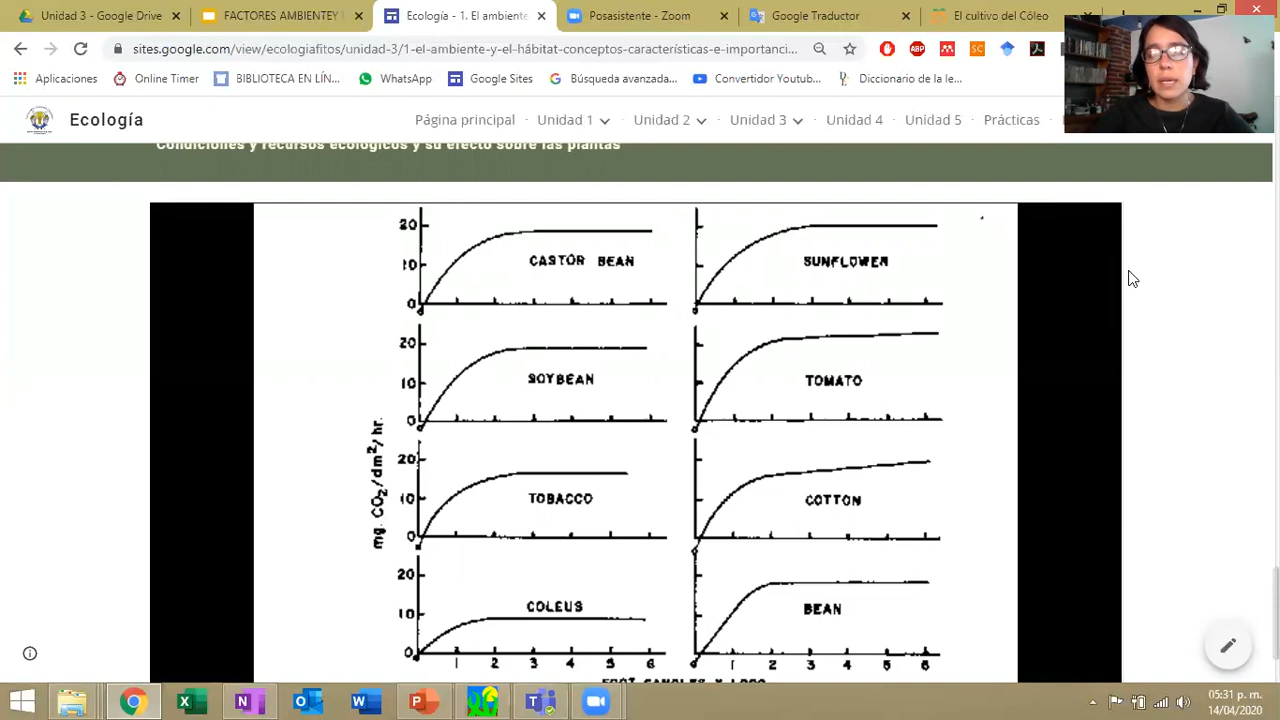 Unidad 3 - Google Drive
FACTORES AMBIENTEY
Ecología - 1. El ambiente
Posasistente - Zoom
Google Traductor
El cultivo del Cóleo
sites.google.com/view/ecologiafitos/unidad-3/1-el-ambiente-y-el-hábitat-conceptos-características-e-importanci...
Aplicaciones
Online Timer
BIBLIOTECA EN LÍN...
WhatsApp
Google Sites
Búsqueda avanzada...
Convertidor Youtub...
Diccionario de la le...
Ecología
Página principal
Unidad 1
Unidad 2
Unidad 3
Unidad 4
Unidad 5
Prácticas
Condiciones y recursos ecológicos y su efecto sobre las plantas
20
10
0
CASTOR BEAN
SUNFLOWER
20
10
0
SOYBEAN
TOMATO
mg. CO2/dm2/hr.
20
10
0
TOBACCO
COTTON
20
10
0
COLEUS
BEAN
1 2 3 4 5 6
1 2 3 4 5 6
FOOT CANDLES X 1000
05:31 p. m.
14/04/2020